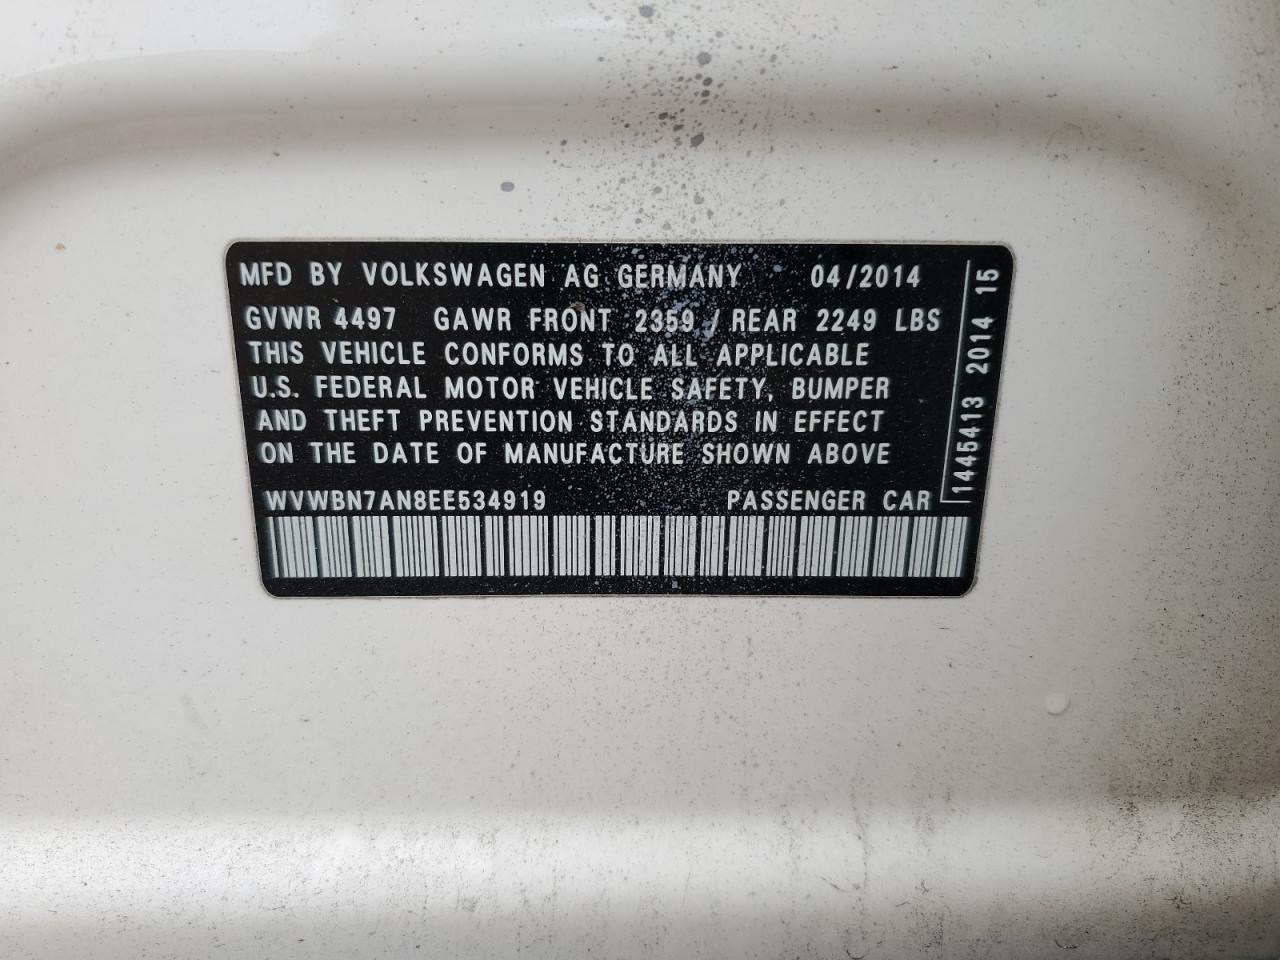 MFD BY VOLKSWAGEN AG GERMANY 04/2014
GVWR 4497 GAWR FRONT 2359 / REAR 2249 LBS
THIS VEHICLE CONFORMS TO ALL APPLICABLE
U.S. FEDERAL MOTOR VEHICLE SAFETY, BUMPER
AND THEFT PREVENTION STANDARDS IN EFFECT
ON THE DATE OF MANUFACTURE SHOWN ABOVE
WVWBN7AN8EE534919 PASSENGER CAR
1445413 2014 15